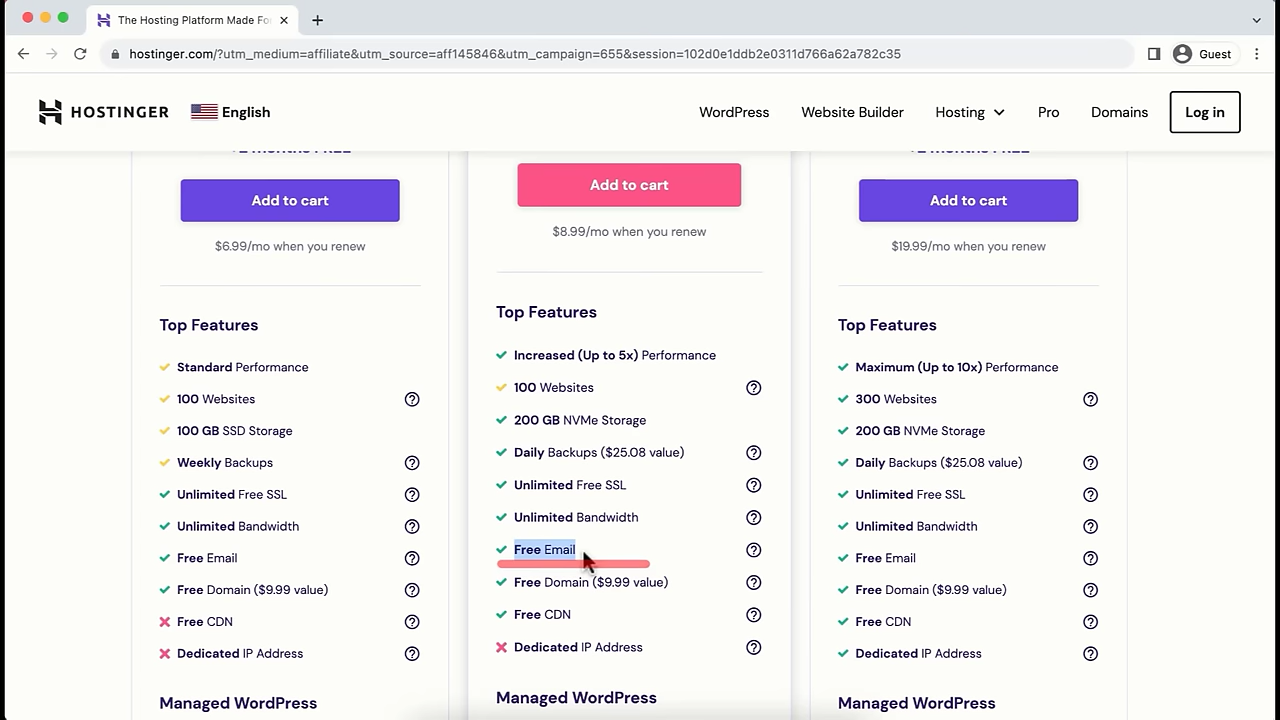 The Hosting Platform Made Fo
hostinger.com/?utm_medium=affiliate&utm_source=aff145846&utm_campaign=655&session=102d0e1ddb2e0311d766a62a782c35
Guest
HOSTINGER
English
WordPress
Website Builder
Hosting
Pro
Domains
Log in
Add to cart
$6.99/mo when you renew
Top Features
Standard Performance
100 Websites
100 GB SSD Storage
Weekly Backups
Unlimited Free SSL
Unlimited Bandwidth
Free Email
Free Domain ($9.99 value)
Free CDN
Dedicated IP Address
Managed WordPress
Add to cart
$8.99/mo when you renew
Top Features
Increased (Up to 5x) Performance
100 Websites
200 GB NVMe Storage
Daily Backups ($25.08 value)
Unlimited Free SSL
Unlimited Bandwidth
Free Email
Free Domain ($9.99 value)
Free CDN
Dedicated IP Address
Managed WordPress
Add to cart
$19.99/mo when you renew
Top Features
Maximum (Up to 10x) Performance
300 Websites
200 GB NVMe Storage
Daily Backups ($25.08 value)
Unlimited Free SSL
Unlimited Bandwidth
Free Email
Free Domain ($9.99 value)
Free CDN
Dedicated IP Address
Managed WordPress